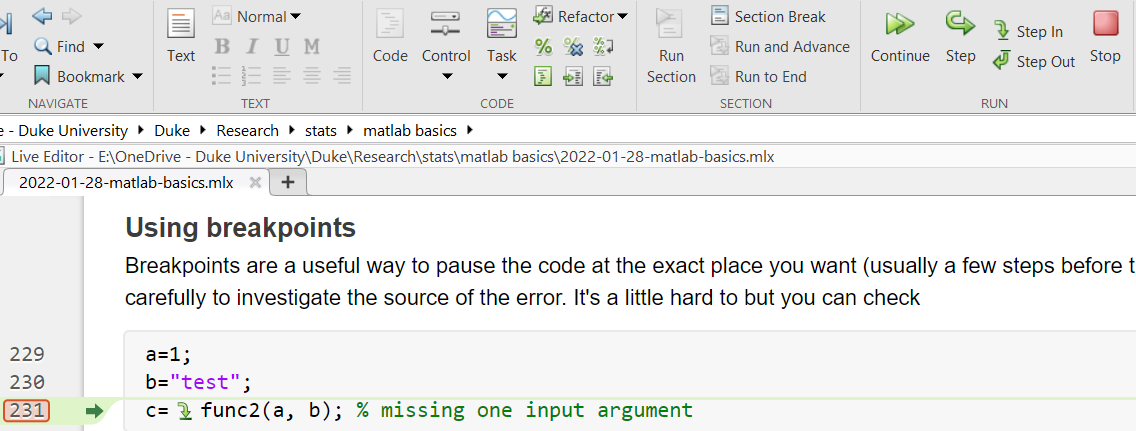 To
Find
Bookmark
NAVIGATE
Text
Aa Normal
B I U M
TEXT
Code
Control
Task
Refactor
CODE
Run
Section
Section Break
Run and Advance
Run to End
SECTION
Continue
Step
Step In
Step Out
Stop
RUN
e - Duke University Duke Research stats matlab basics
Live Editor - E:\OneDrive - Duke University\Duke\Research\stats\matlab basics\2022-01-28-matlab-basics.mlx
2022-01-28-matlab-basics.mlx
Using breakpoints
Breakpoints are a useful way to pause the code at the exact place you want (usually a few steps before t
carefully to investigate the source of the error. It's a little hard to but you can check
229 a=1;
230 b="test";
231 c= func2(a, b); % missing one input argument